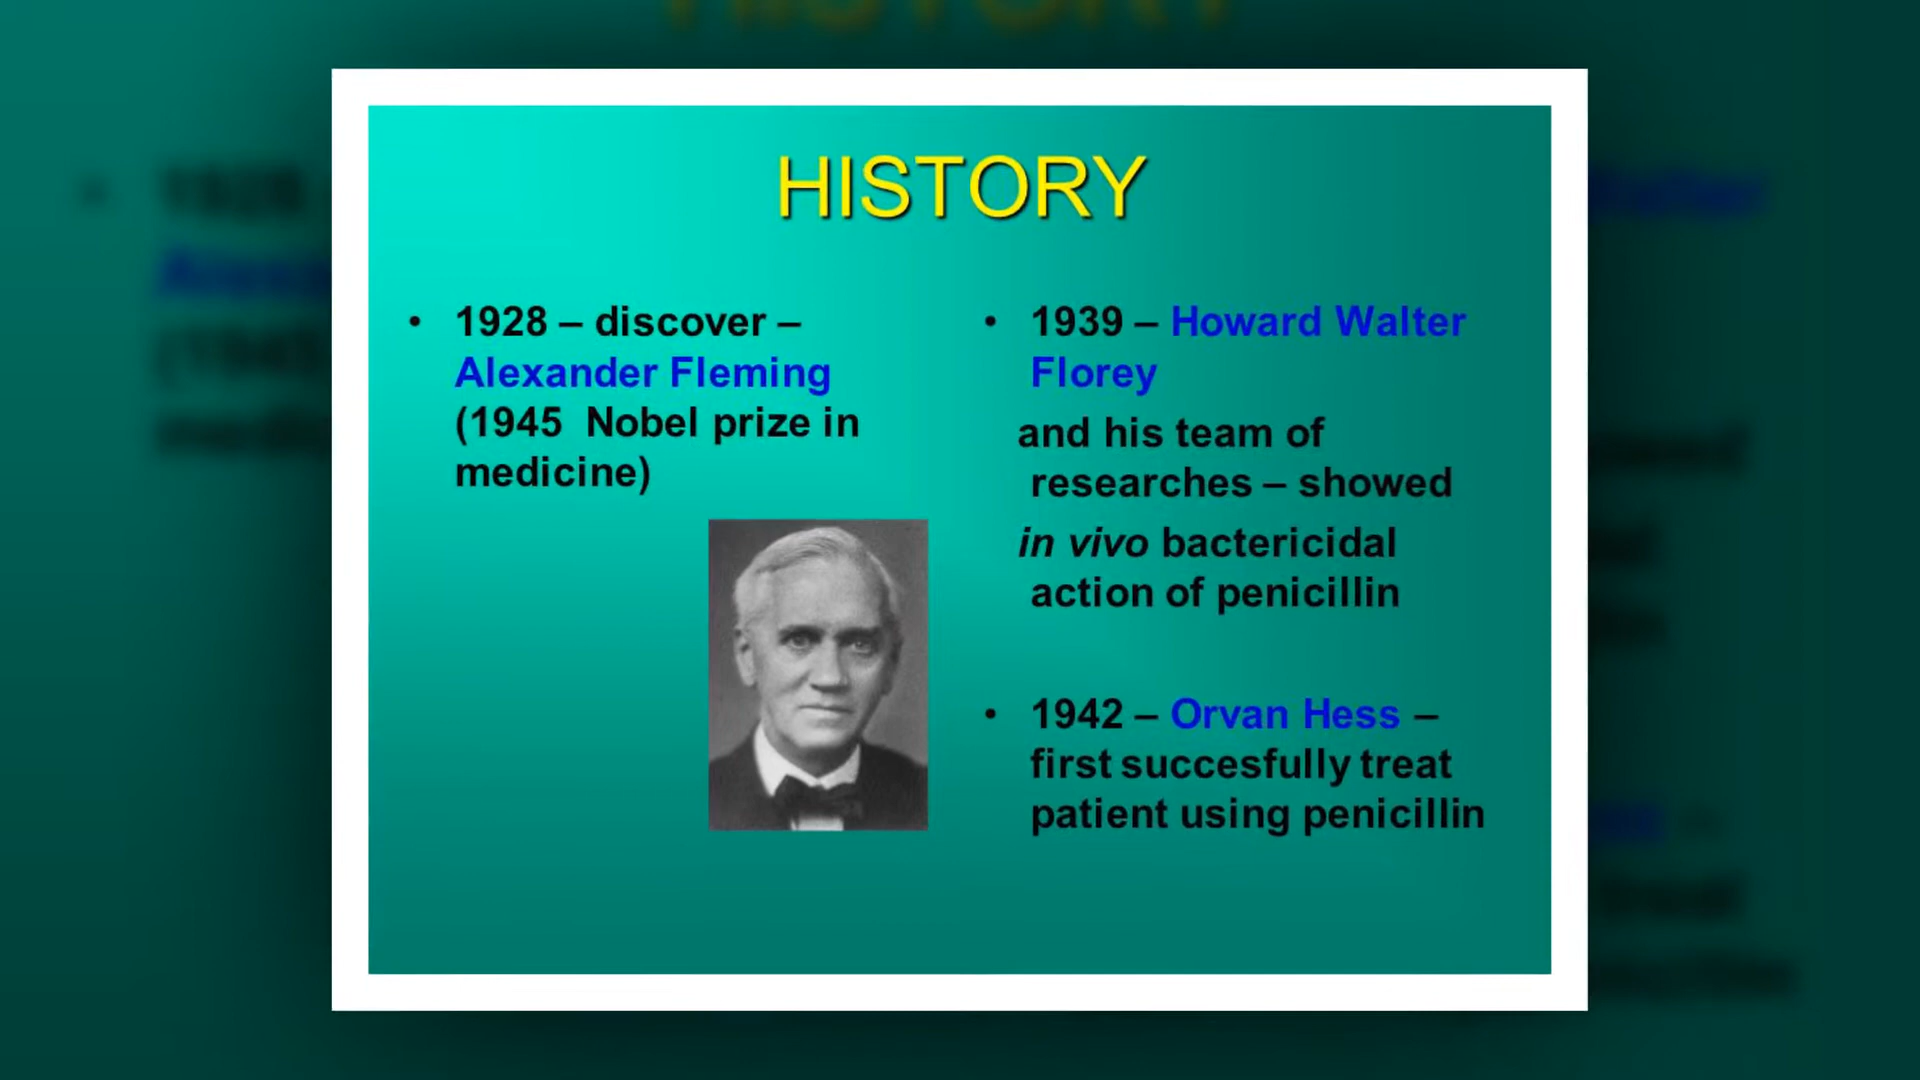 HISTORY
• 1928 – discover –
Alexander Fleming
(1945  Nobel prize in
medicine)
• 1939 – Howard Walter
Florey
and his team of
researches – showed
in vivo bactericidal
action of penicillin
• 1942 – Orvan Hess –
first succesfully treat
patient using penicillin